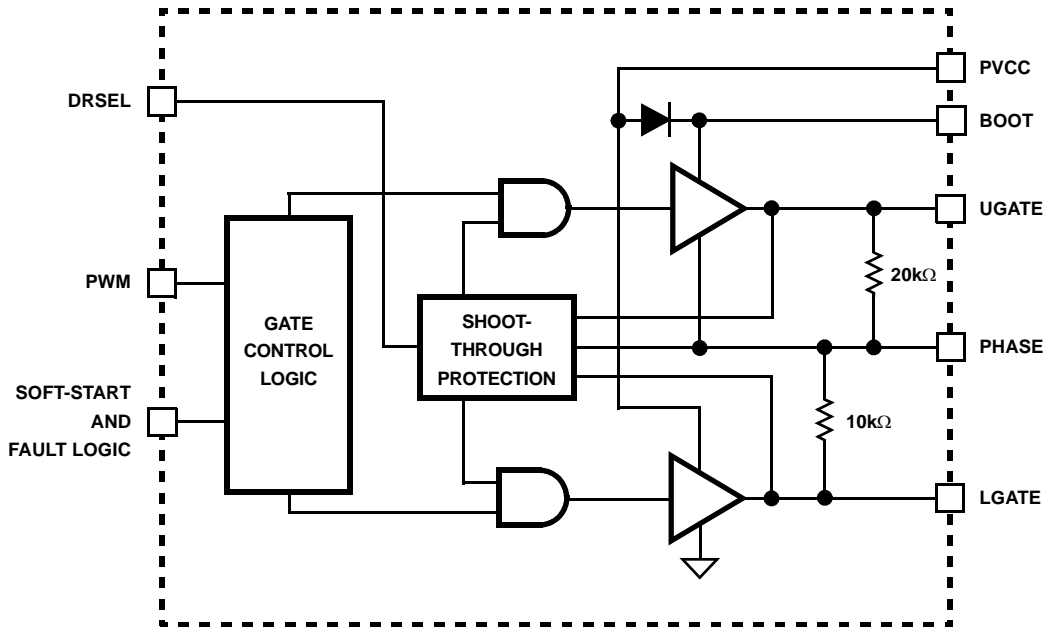 PVCC
DRSEL
BOOT
UGATE
PWM
20kΩ
GATE
CONTROL
LOGIC
SHOOT-
THROUGH
PROTECTION
PHASE
SOFT-START
AND
FAULT LOGIC
10kΩ
LGATE